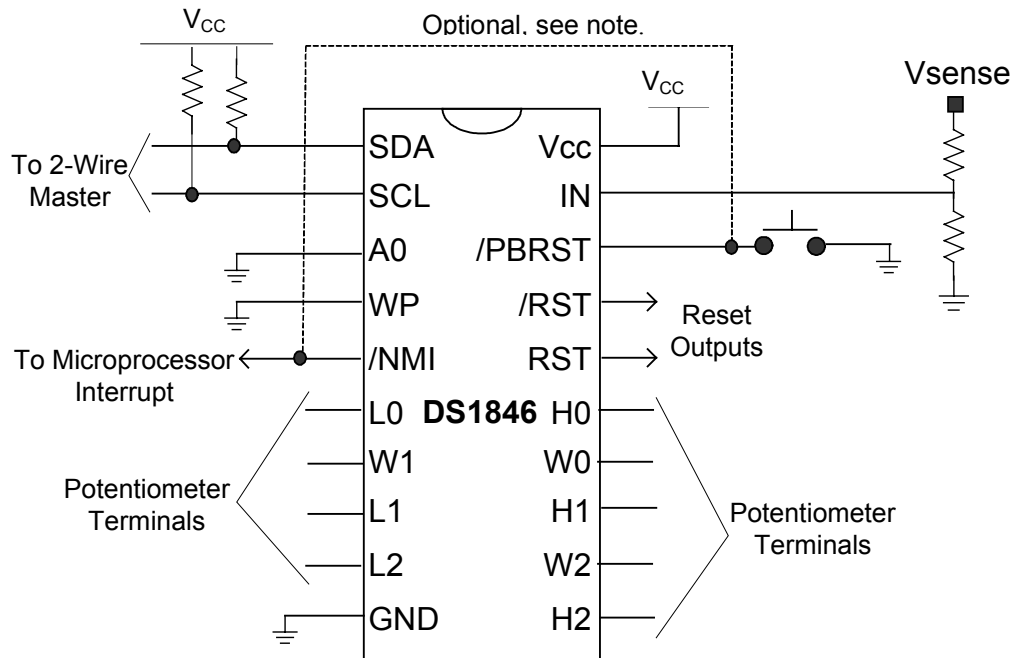 Optional, see note.
VCC
VCC
Vsense
To 2-Wire
Master
SDA
SCL
A0
WP
/NMI
L0
W1
L1
L2
GND
DS1846
Vcc
IN
/PBRST
/RST
RST
H0
W0
H1
W2
H2
Reset
Outputs
To Microprocessor
Interrupt
Potentiometer
Terminals
Potentiometer
Terminals